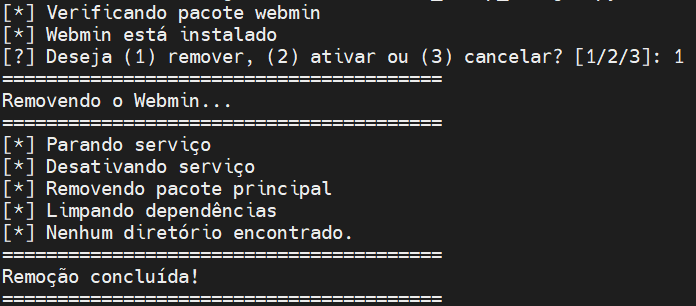 [*] Verificando pacote webmin
[*] Webmin está instalado
[?] Deseja (1) remover, (2) ativar ou (3) cancelar? [1/2/3]: 1
========================================
Removendo o Webmin...
========================================
[*] Parando serviço
[*] Desativando serviço
[*] Removendo pacote principal
[*] Limpando dependências
[*] Nenhum diretório encontrado.
========================================
Remoção concluída!
========================================